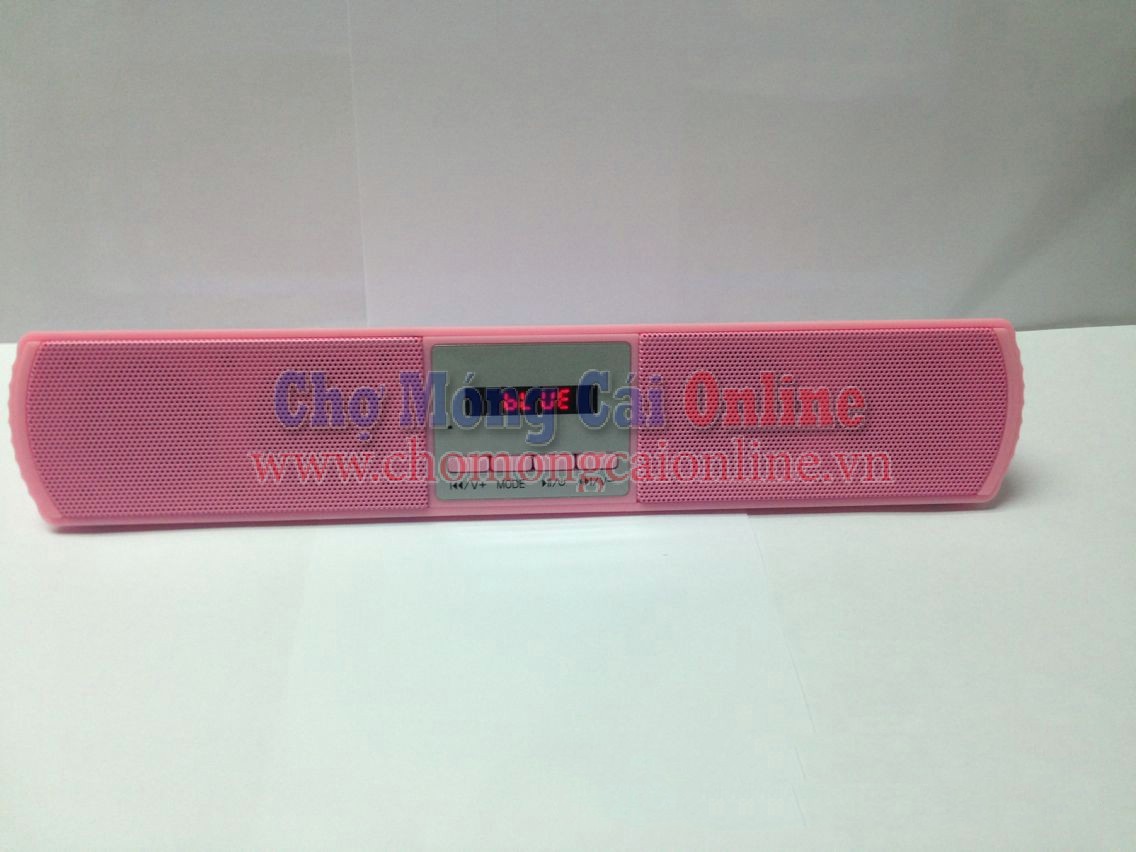 Chợ Móng Cái Online
bLUE
www.chomongcaionline.vn
/V+ MODE